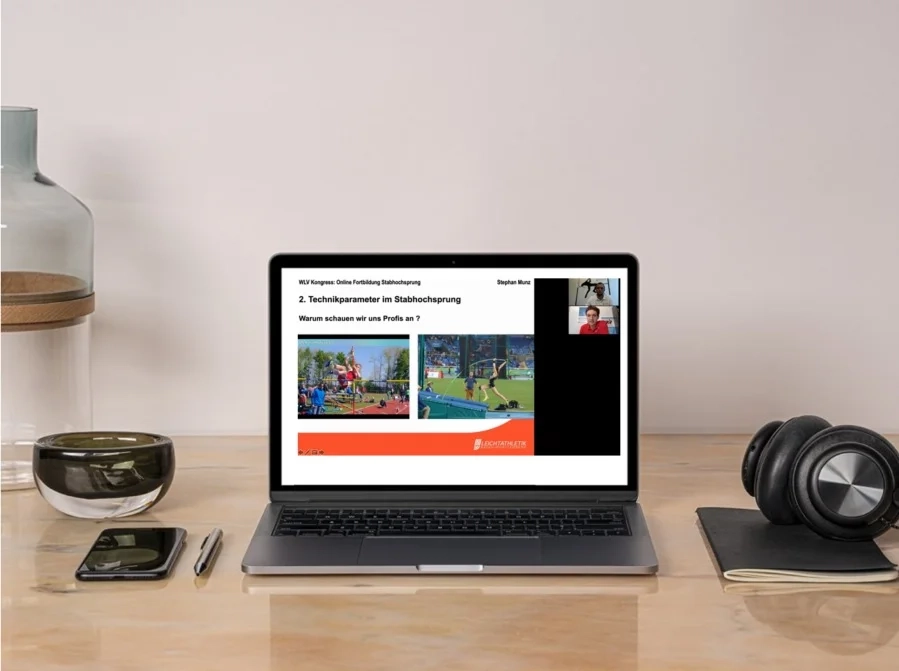 WLV Kongress: Online Fortbildung Stabhochsprung
Stephan Munz
2. Technikparameter im Stabhochsprung
Warum schauen wir uns Profis an ?
LEICHTATHLETIK